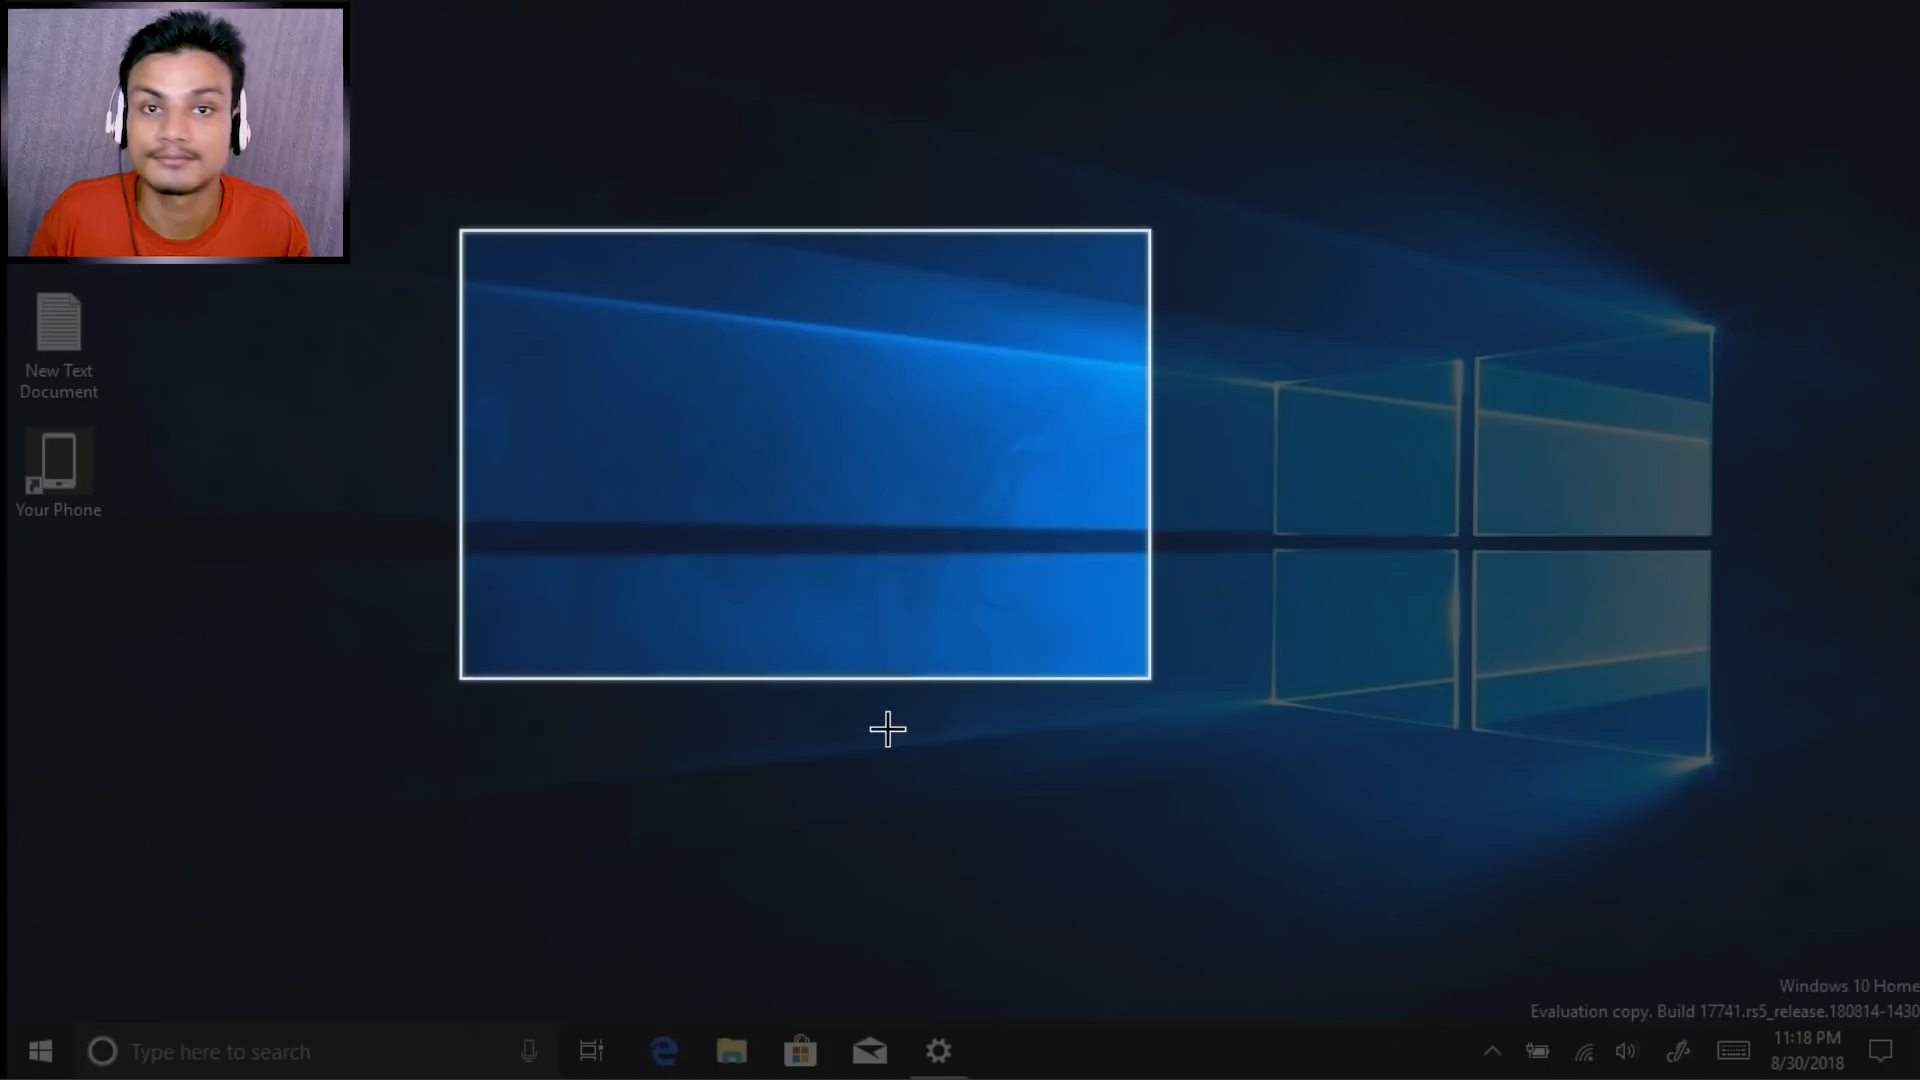 New Text
Document
Your Phone
Windows 10 Home
Evaluation copy. Build 17741.rs5_release.180814-1430
Type here to search
11:18 PM
8/30/2018